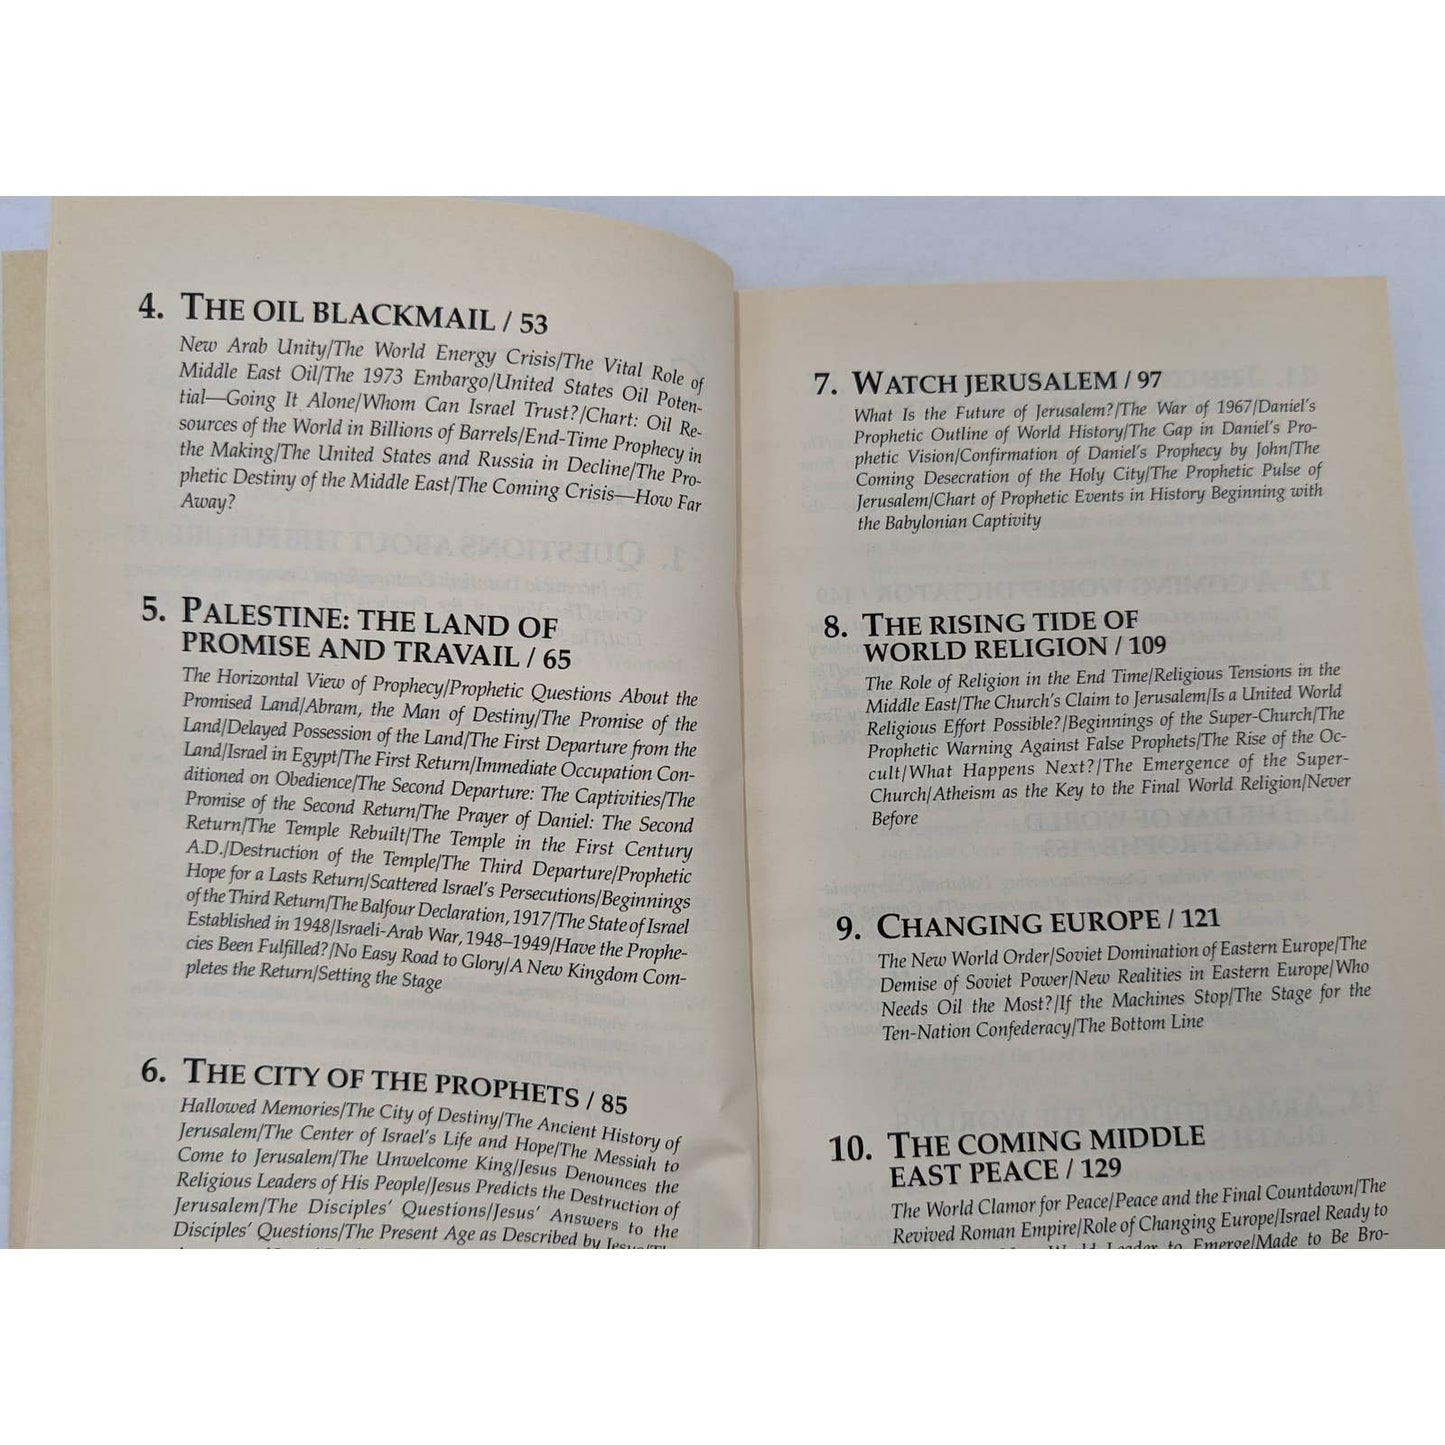 4. THE OIL BLACKMAIL / 53
New Arab Unity/The World Energy Crisis/The Vital Role of
Middle East Oil/The 1973 Embargo/United States Oil Poten-
tial—Going It Alone/Whom Can Israel Trust?/Chart: Oil Re-
sources of the World in Billions of Barrels/End-Time Prophecy in
the Making/The United States and Russia in Decline/The Pro-
phetic Destiny of the Middle East/The Coming Crisis—How Far
Away?
5. PALESTINE: THE LAND OF
PROMISE AND TRAVAIL / 65
The Horizontal View of Prophecy/Prophetic Questions About the
Promised Land/Abram, the Man of Destiny/The Promise of the
Land/Delayed Possession of the Land/The First Departure from the
Land/Israel in Egypt/The First Return/Immediate Occupation Con-
ditioned on Obedience/The Second Departure: The Captivities/The
Promise of the Second Return/The Prayer of Daniel: The Second
Return/The Temple Rebuilt/The Temple in the First Century
A.D./Destruction of the Temple/The Third Departure/Prophetic
Hope for a Lasts Return/Scattered Israel's Persecutions/Beginnings
of the Third Return/The Balfour Declaration, 1917/The State of Israel
Established in 1948/Israeli-Arab War, 1948–1949/Have the Prophe-
cies Been Fulfilled?/No Easy Road to Glory/A New Kingdom Com-
pletes the Return/Setting the Stage
6. THE CITY OF THE PROPHETS / 85
Hallowed Memories/The City of Destiny/The Ancient History of
Jerusalem/The Center of Israel's Life and Hope/The Messiah to
Come to Jerusalem/The Unwelcome King/Jesus Denounces the
Religious Leaders of His People/Jesus Predicts the Destruction of
Jerusalem/The Disciples' Questions/Jesus' Answers to the
Disciples' Questions/The Present Age as Described by Jesus/The
7. WATCH JERUSALEM / 97
What Is the Future of Jerusalem?/The War of 1967/Daniel's
Prophetic Outline of World History/The Gap in Daniel's Pro-
phetic Vision/Confirmation of Daniel's Prophecy by John/The
Coming Desecration of the Holy City/The Prophetic Pulse of
Jerusalem/Chart of Prophetic Events in History Beginning with
the Babylonian Captivity
8. THE RISING TIDE OF
WORLD RELIGION / 109
The Role of Religion in the End Time/Religious Tensions in the
Middle East/The Church's Claim to Jerusalem/Is a United World
Religious Effort Possible?/Beginnings of the Super-Church/The
Prophetic Warning Against False Prophets/The Rise of the Oc-
cult/What Happens Next?/The Emergence of the Super-
Church/Atheism as the Key to the Final World Religion/Never
Before
9. CHANGING EUROPE / 121
The New World Order/Soviet Domination of Eastern Europe/The
Demise of Soviet Power/New Realities in Eastern Europe/Who
Needs Oil the Most?/If the Machines Stop/The Stage for the
Ten-Nation Confederacy/The Bottom Line
10. THE COMING MIDDLE
EAST PEACE / 129
The World Clamor for Peace/Peace and the Final Countdown/The
Revived Roman Empire/Role of Changing Europe/Israel Ready to
World Leader to Emerge/Made to Be Bro-